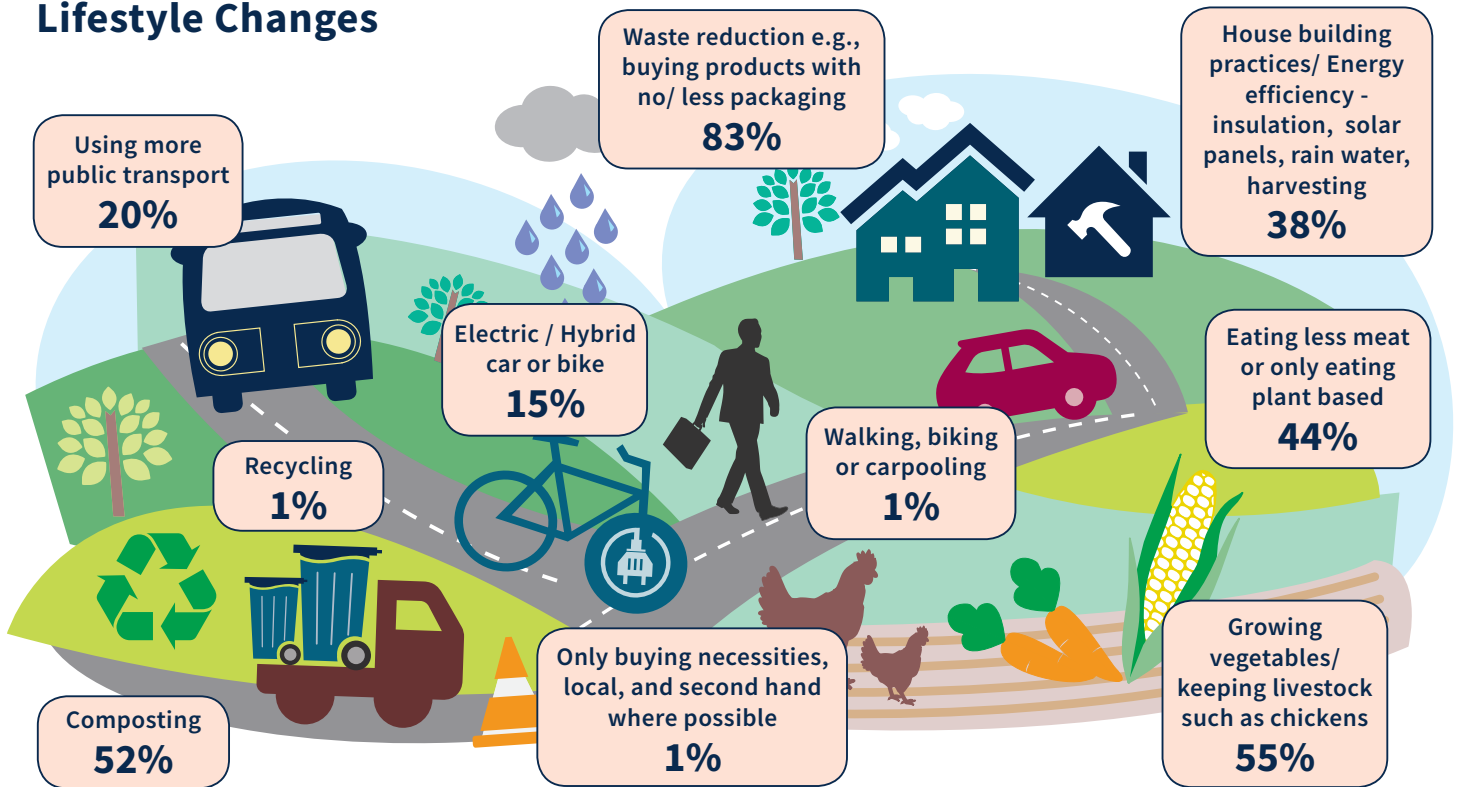 Lifestyle Changes
Waste reduction e.g.,
buying products with
no/ less packaging
83%
House building
practices/ Energy
efficiency -
insulation, solar
panels, rain water,
harvesting
38%
Using more
public transport
20%
Electric / Hybrid
car or bike
15%
Eating less meat
or only eating
plant based
44%
Recycling
1%
Walking, biking
or carpooling
1%
Composting
52%
Only buying necessities,
local, and second hand
where possible
1%
Growing
vegetables/
keeping livestock
such as chickens
55%